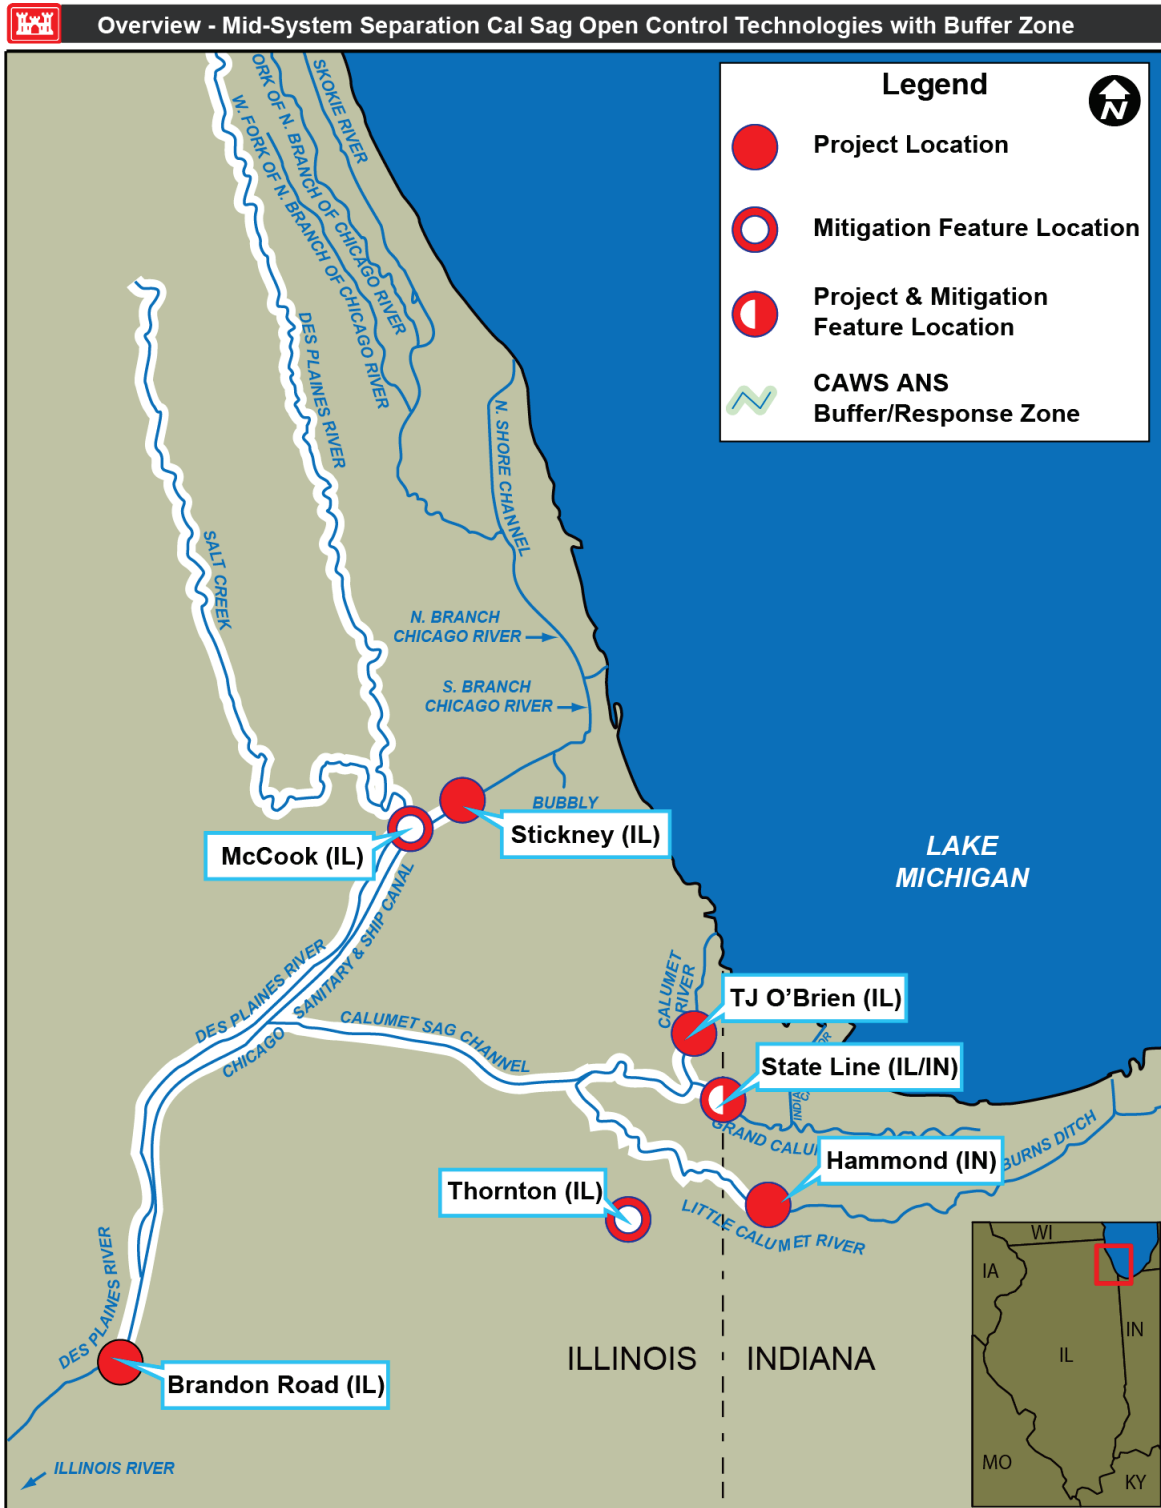 Overview - Mid-System Separation Cal Sag Open Control Technologies with Buffer Zone
Legend
N
Project Location
Mitigation Feature Location
Project & Mitigation
Feature Location
CAWS ANS
Buffer/Response Zone
SKOKIE RIVER
ORK OF N. BRANCH OF CHICAGO RIVER
W. FORK OF N. BRANCH OF CHICAGO RIVER
DES PLAINES RIVER
N. SHORE CHANNEL
SALT CREEK
N. BRANCH
CHICAGO RIVER
S. BRANCH
CHICAGO RIVER
BUBBLY
Stickney (IL)
McCook (IL)
LAKE
MICHIGAN
DES PLAINES RIVER
CHICAGO SANITARY & SHIP CANAL
CALUMET SAG CHANNEL
CALUMET
RIVER
TJ O'Brien (IL)
State Line (IL/IN)
GRAND CALU
BURNS DITCH
Hammond (IN)
Thornton (IL)
LITTLE CALUMET RIVER
DES PLAINES RIVER
Brandon Road (IL)
ILLINOIS
INDIANA
ILLINOIS RIVER
WI
IA
IN
IL
MO
KY